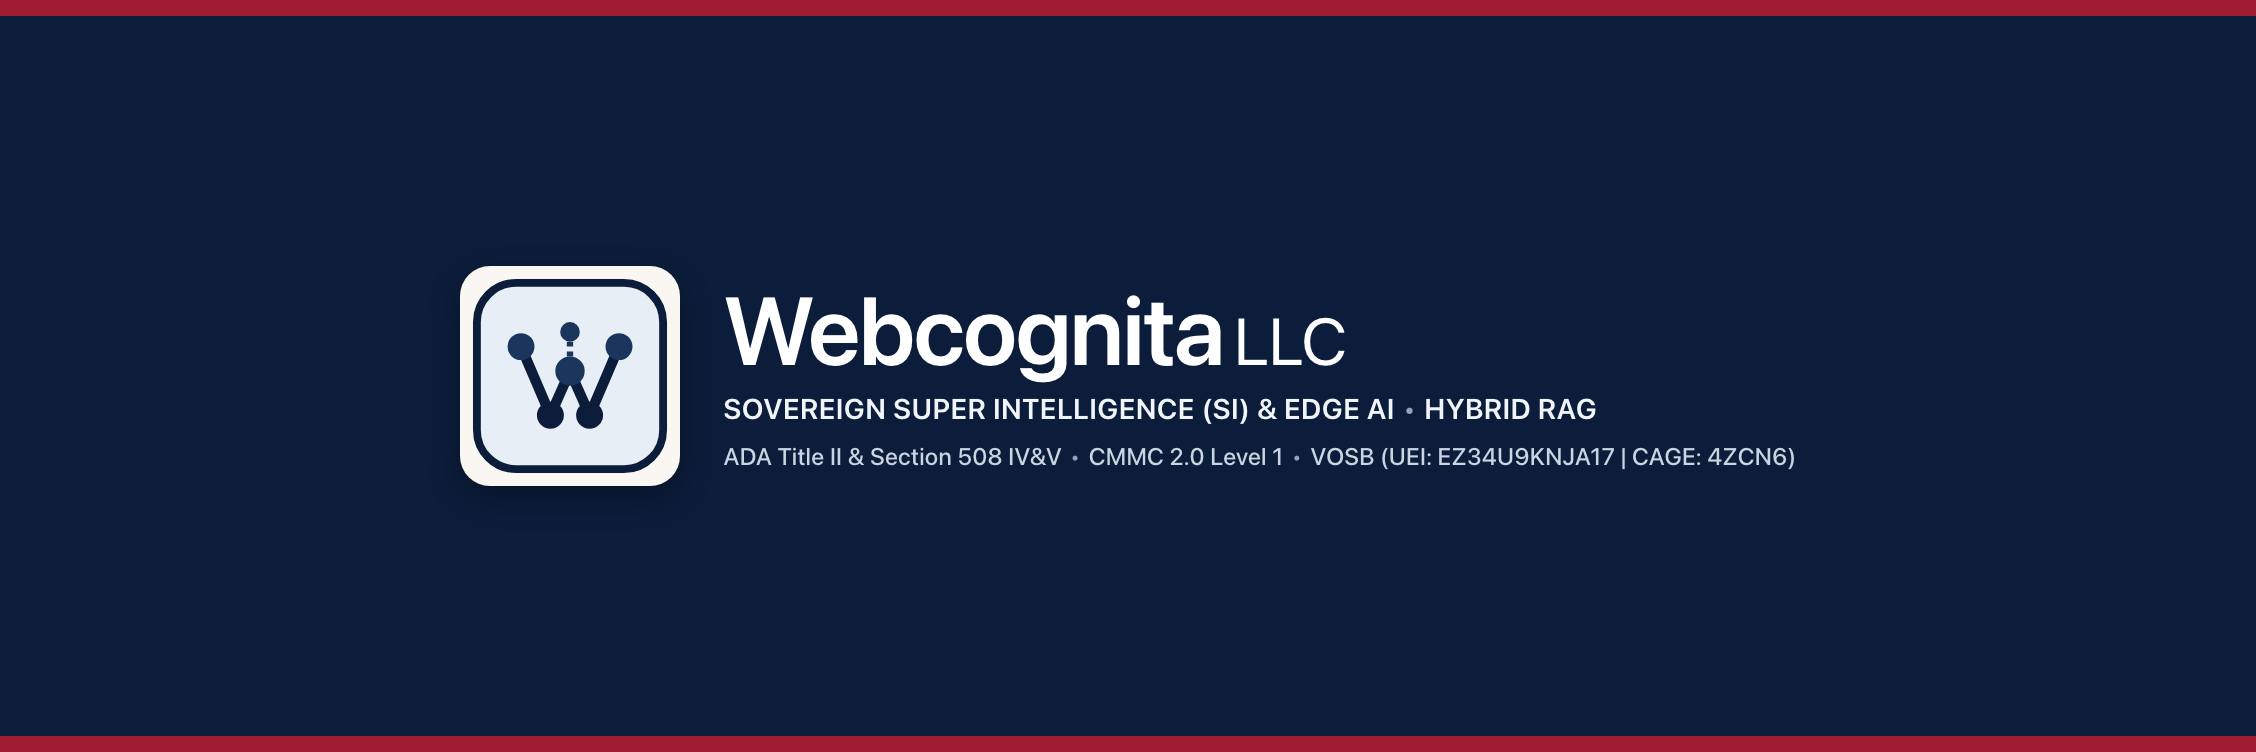 Webcognita LLC
SOVEREIGN SUPER INTELLIGENCE (SI) & EDGE AI • HYBRID RAG
ADA Title II & Section 508 IV&V • CMMC 2.0 Level 1 • VOSB (UEI: EZ34U9KNJA17 | CAGE: 4ZCN6)